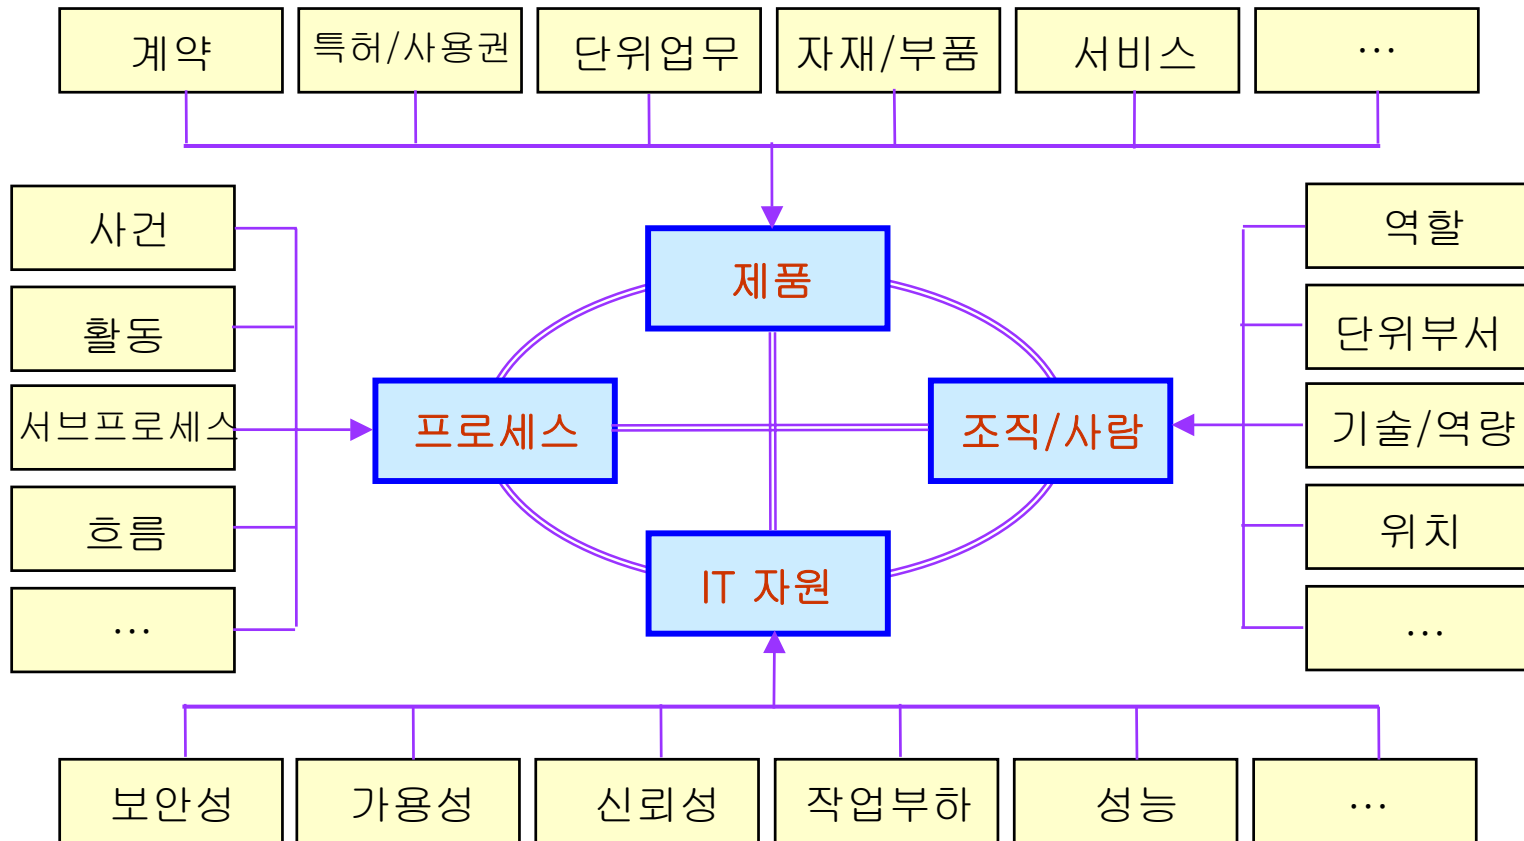 계약
특허/사용권
단위업무
자재/부품
서비스
...
사건
활동
서브프로세스
흐름
...
제품
프로세스
조직/사람
IT 자원
역할
단위부서
기술/역량
위치
...
보안성
가용성
신뢰성
작업부하
성능
...